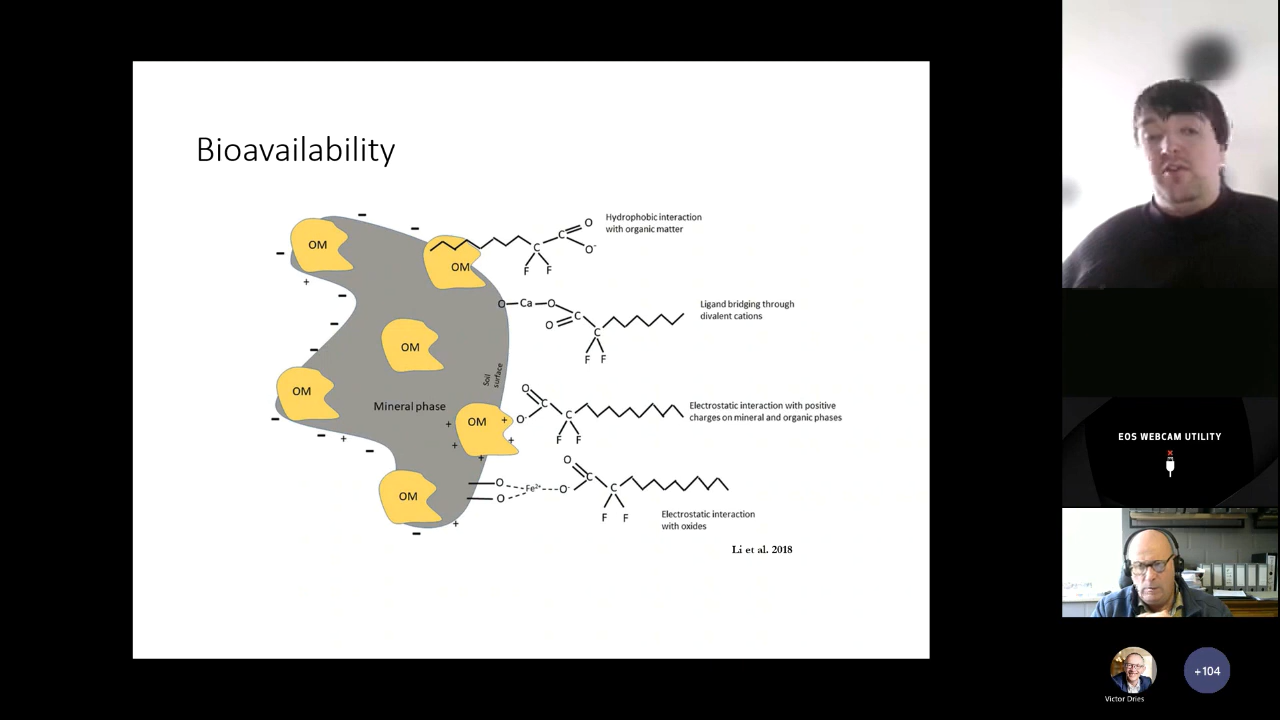 Bioavailability
OM
OM
OM
OM
OM
OM
Mineral phase
Soil
surface
C
O
O-
F F
Hydrophobic interaction
with organic matter
O Ca O
C
O
C
F F
Ligand bridging through
divalent cations
O
C
O-
C
F F
Electrostatic interaction with positive
charges on mineral and organic phases
O
O
Fe2+
O-
O
C
C
F F
Electrostatic interaction
with oxides
Li et al. 2018
EOS WEBCAM UTILITY
Victor Dries
+104